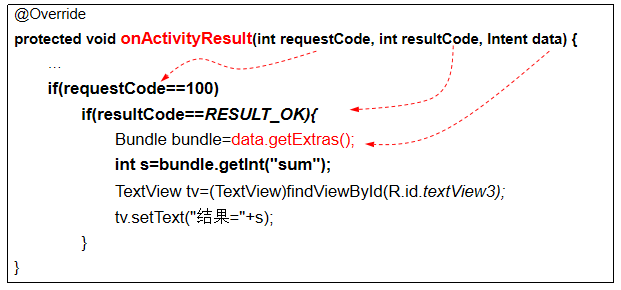 @Override
protected void onActivityResult(int requestCode, int resultCode, Intent data) {
...
if(requestCode==100)
if(resultCode==RESULT_OK){
Bundle bundle=data.getExtras();
int s=bundle.getInt("sum");
TextView tv=(TextView)findViewById(R.id.textView3);
tv.setText("结果="+s);
}
}